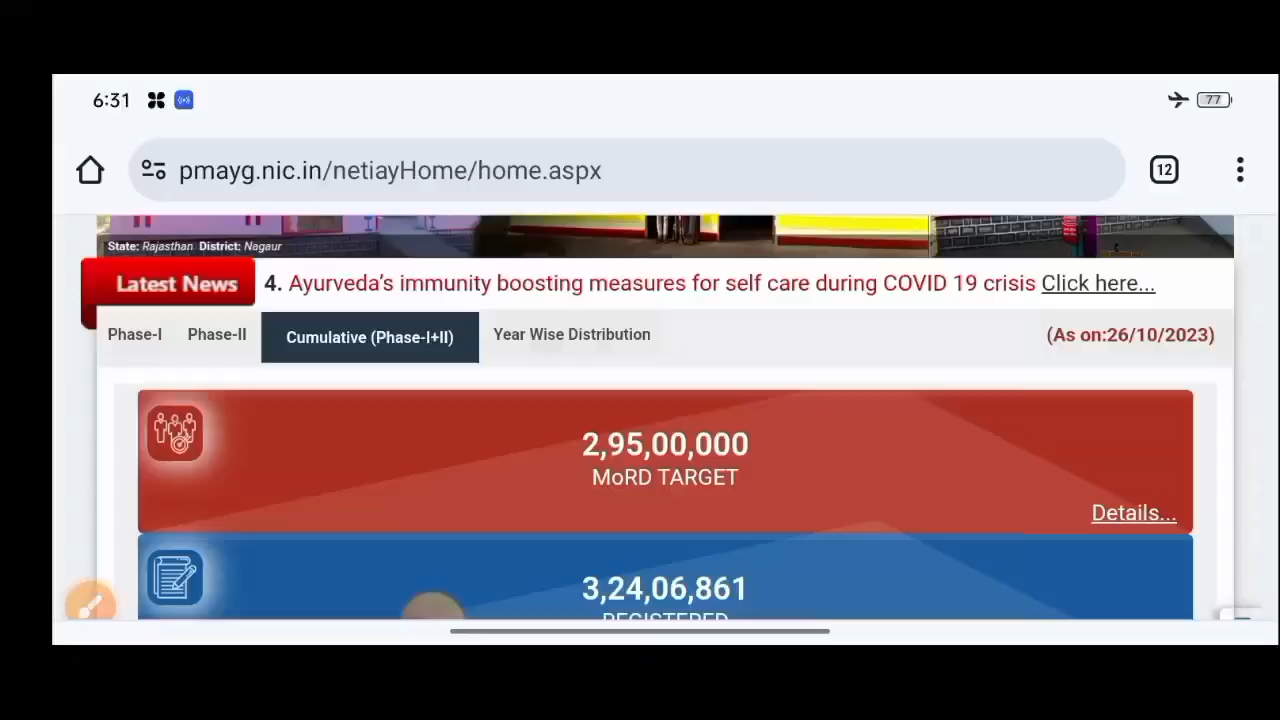 6:31
77
pmayg.nic.in/netiayHome/home.aspx
12
State: Rajasthan District: Nagaur
Latest News
4. Ayurveda's immunity boosting measures for self care during COVID 19 crisis Click here...
Phase-I Phase-II Cumulative (Phase-I+II) Year Wise Distribution (As on:26/10/2023)
2,95,00,000
MoRD TARGET
Details...
3,24,06,861
REGISTERED